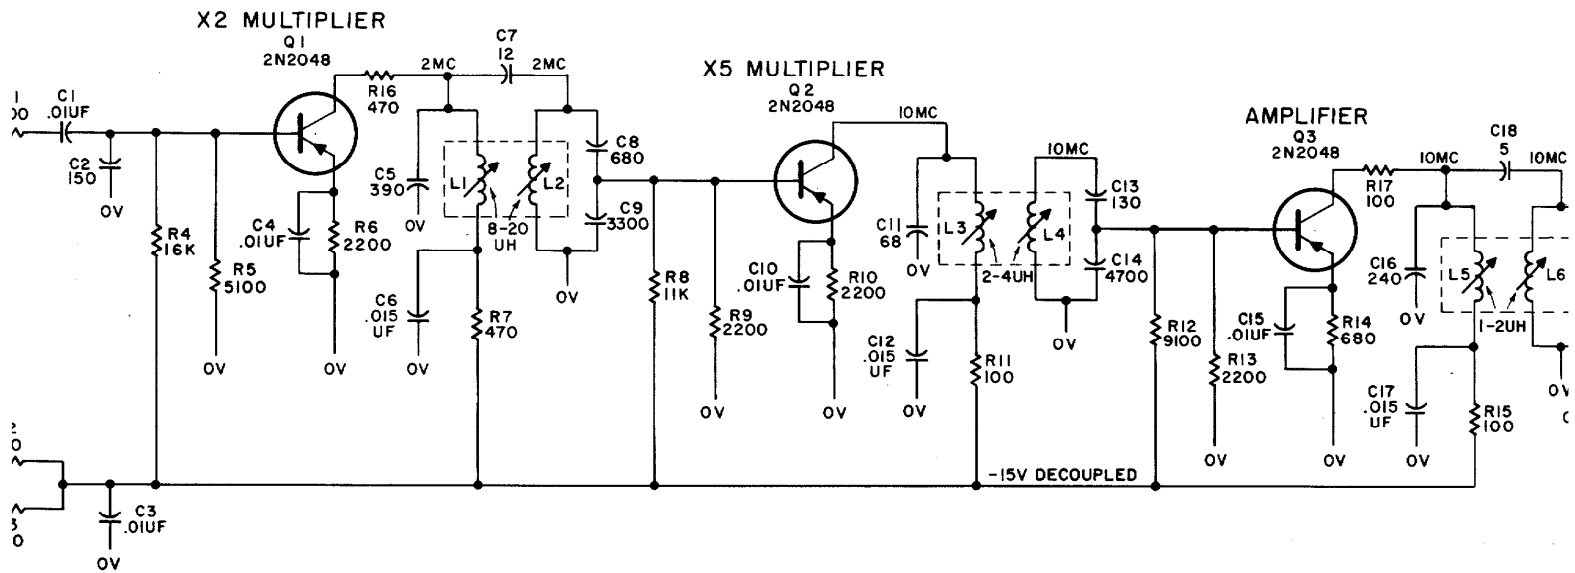 X2 MULTIPLIER
Q1
2N2048
C7
12
2MC
2MC
R16
470
C1
.01UF
C2
150
R4
16K
R5
5100
C4
.01UF
R6
2200
C5
390
L1
L2
8-20
UH
C6
.015
UF
R7
470
C8
680
C9
3300
0V
0V
0V
0V
0V
0V
X5 MULTIPLIER
Q2
2N2048
10MC
R8
11K
R9
2200
C10
.01UF
R10
2200
C11
68
L3
L4
2-4UH
C12
.015
UF
R11
100
10MC
C13
130
C14
4700
0V
0V
0V
0V
0V
AMPLIFIER
Q3
2N2048
R17
100
10MC
C18
5
10MC
R12
9100
R13
2200
C15
.01UF
R14
680
C16
240
L5
L6
1-2UH
C17
.015
UF
R15
100
0V
0V
0V
0V
0V
-15V DECOUPLED
C3
.01UF
0V